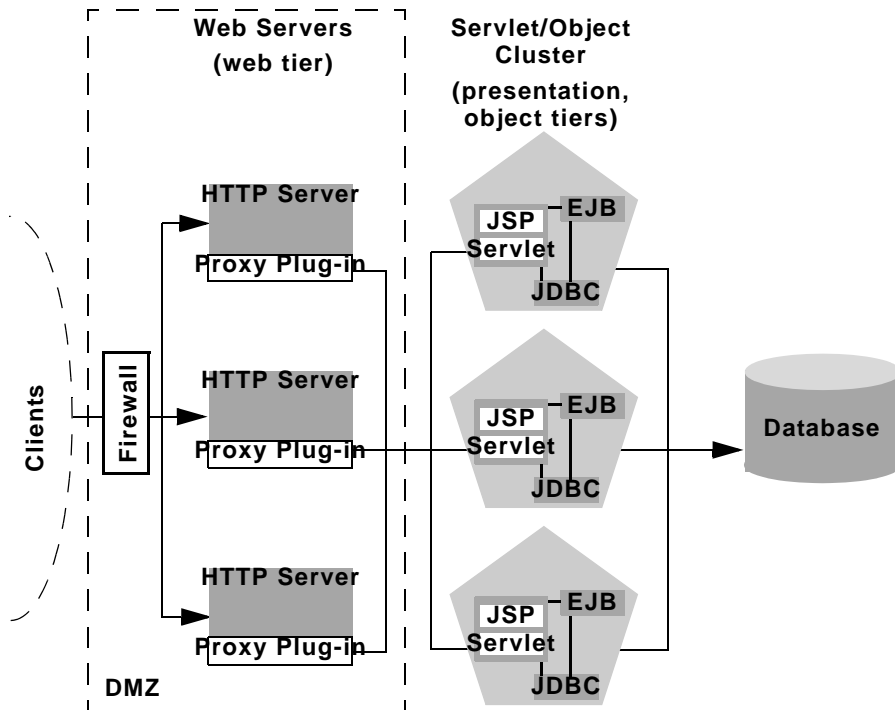 Web Servers
(web tier)
Servlet/Object
Cluster
(presentation,
object tiers)
Clients
Firewall
HTTP Server
Proxy Plug-in
HTTP Server
Proxy Plug-in
HTTP Server
Proxy Plug-in
DMZ
JSP
Servlet
EJB
JDBC
JSP
Servlet
EJB
JDBC
JSP
Servlet
EJB
JDBC
Database